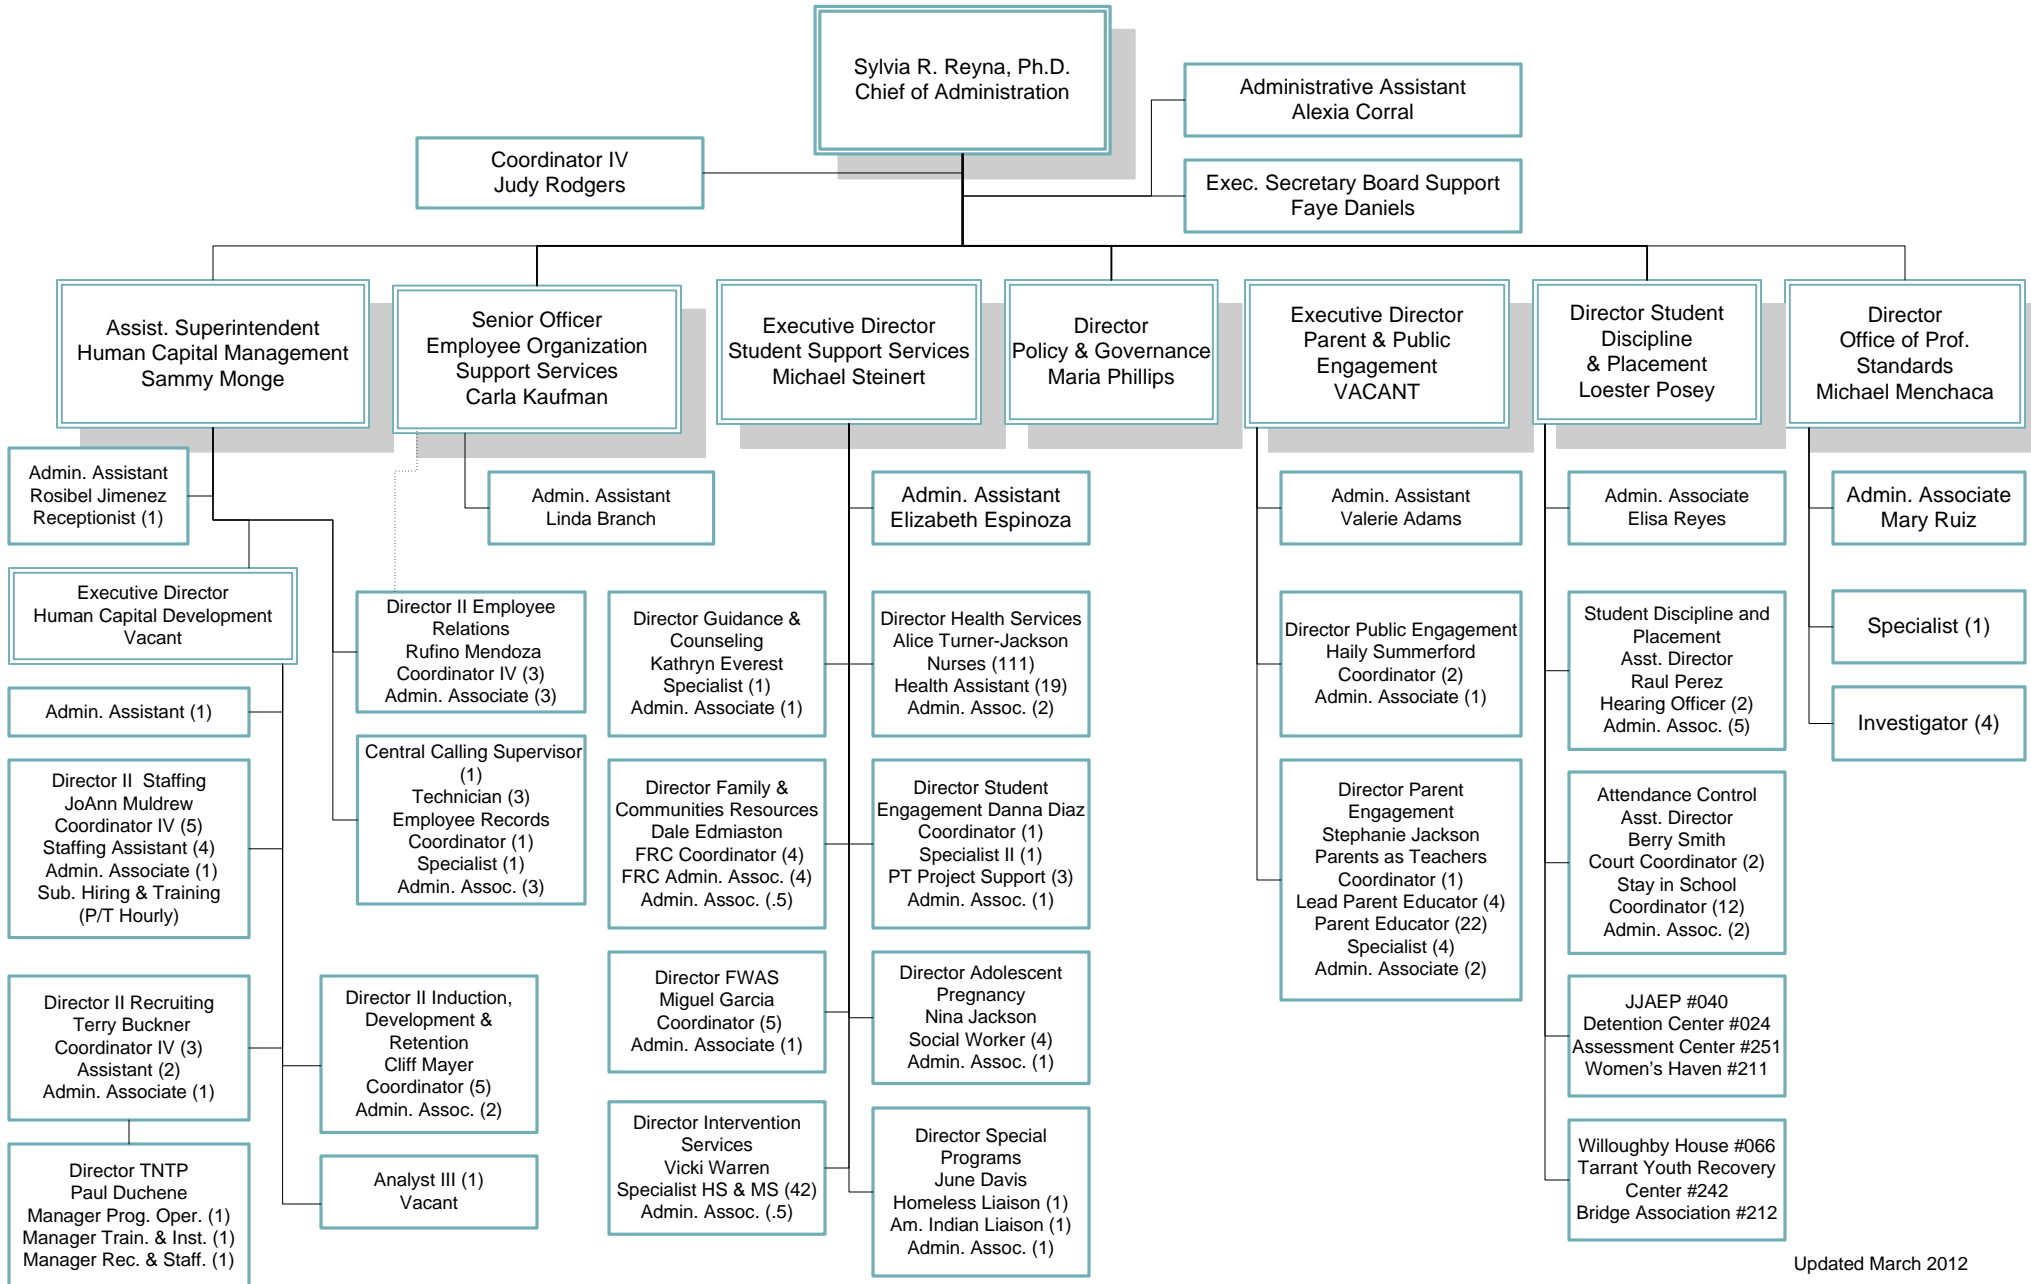 Sylvia R. Reyna, Ph.D.
Chief of Administration
Administrative Assistant
Alexia Corral
Coordinator IV
Judy Rodgers
Exec. Secretary Board Support
Faye Daniels
Assist. Superintendent
Human Capital Management
Sammy Monge
Senior Officer
Employee Organization
Support Services
Carla Kaufman
Executive Director
Student Support Services
Michael Steinert
Director
Policy & Governance
Maria Phillips
Executive Director
Parent & Public
Engagement
VACANT
Director Student
Discipline
& Placement
Loester Posey
Director
Office of Prof.
Standards
Michael Menchaca
Admin. Assistant
Rosibel Jimenez
Receptionist (1)
Admin. Assistant
Linda Branch
Admin. Assistant
Elizabeth Espinoza
Admin. Assistant
Valerie Adams
Admin. Associate
Elisa Reyes
Admin. Associate
Mary Ruiz
Executive Director
Human Capital Development
Vacant
Director II Employee
Relations
Rufino Mendoza
Coordinator IV (3)
Admin. Associate (3)
Director Guidance &
Counseling
Kathryn Everest
Specialist (1)
Admin. Associate (1)
Director Health Services
Alice Turner-Jackson
Nurses (111)
Health Assistant (19)
Admin. Assoc. (2)
Director Public Engagement
Haily Summerford
Coordinator (2)
Admin. Associate (1)
Student Discipline and
Placement
Asst. Director
Raul Perez
Hearing Officer (2)
Admin. Assoc. (5)
Specialist (1)
Investigator (4)
Admin. Assistant (1)
Director II  Staffing
JoAnn Muldrew
Coordinator IV (5)
Staffing Assistant (4)
Admin. Associate (1)
Sub. Hiring & Training
(P/T Hourly)
Central Calling Supervisor
(1)
Technician (3)
Employee Records
Coordinator (1)
Specialist (1)
Admin. Assoc. (3)
Director Family &
Communities Resources
Dale Edmiaston
FRC Coordinator (4)
FRC Admin. Assoc. (4)
Admin. Assoc. (.5)
Director Student
Engagement Danna Diaz
Coordinator (1)
Specialist II (1)
PT Project Support (3)
Admin. Assoc. (1)
Director Parent
Engagement
Stephanie Jackson
Parents as Teachers
Coordinator (1)
Lead Parent Educator (4)
Parent Educator (22)
Specialist (4)
Admin. Associate (2)
Attendance Control
Asst. Director
Berry Smith
Court Coordinator (2)
Stay in School
Coordinator (12)
Admin. Assoc. (2)
Director II Recruiting
Terry Buckner
Coordinator IV (3)
Assistant (2)
Admin. Associate (1)
Director II Induction,
Development &
Retention
Cliff Mayer
Coordinator (5)
Admin. Assoc. (2)
Director FWAS
Miguel Garcia
Coordinator (5)
Admin. Associate (1)
Director Adolescent
Pregnancy
Nina Jackson
Social Worker (4)
Admin. Assoc. (1)
JJAEP #040
Detention Center #024
Assessment Center #251
Women's Haven #211
Director TNTP
Paul Duchene
Manager Prog. Oper. (1)
Manager Train. & Inst. (1)
Manager Rec. & Staff. (1)
Analyst III (1)
Vacant
Director Intervention
Services
Vicki Warren
Specialist HS & MS (42)
Admin. Assoc. (.5)
Director Special
Programs
June Davis
Homeless Liaison (1)
Am. Indian Liaison (1)
Admin. Assoc. (1)
Willoughby House #066
Tarrant Youth Recovery
Center #242
Bridge Association #212
Updated March 2012